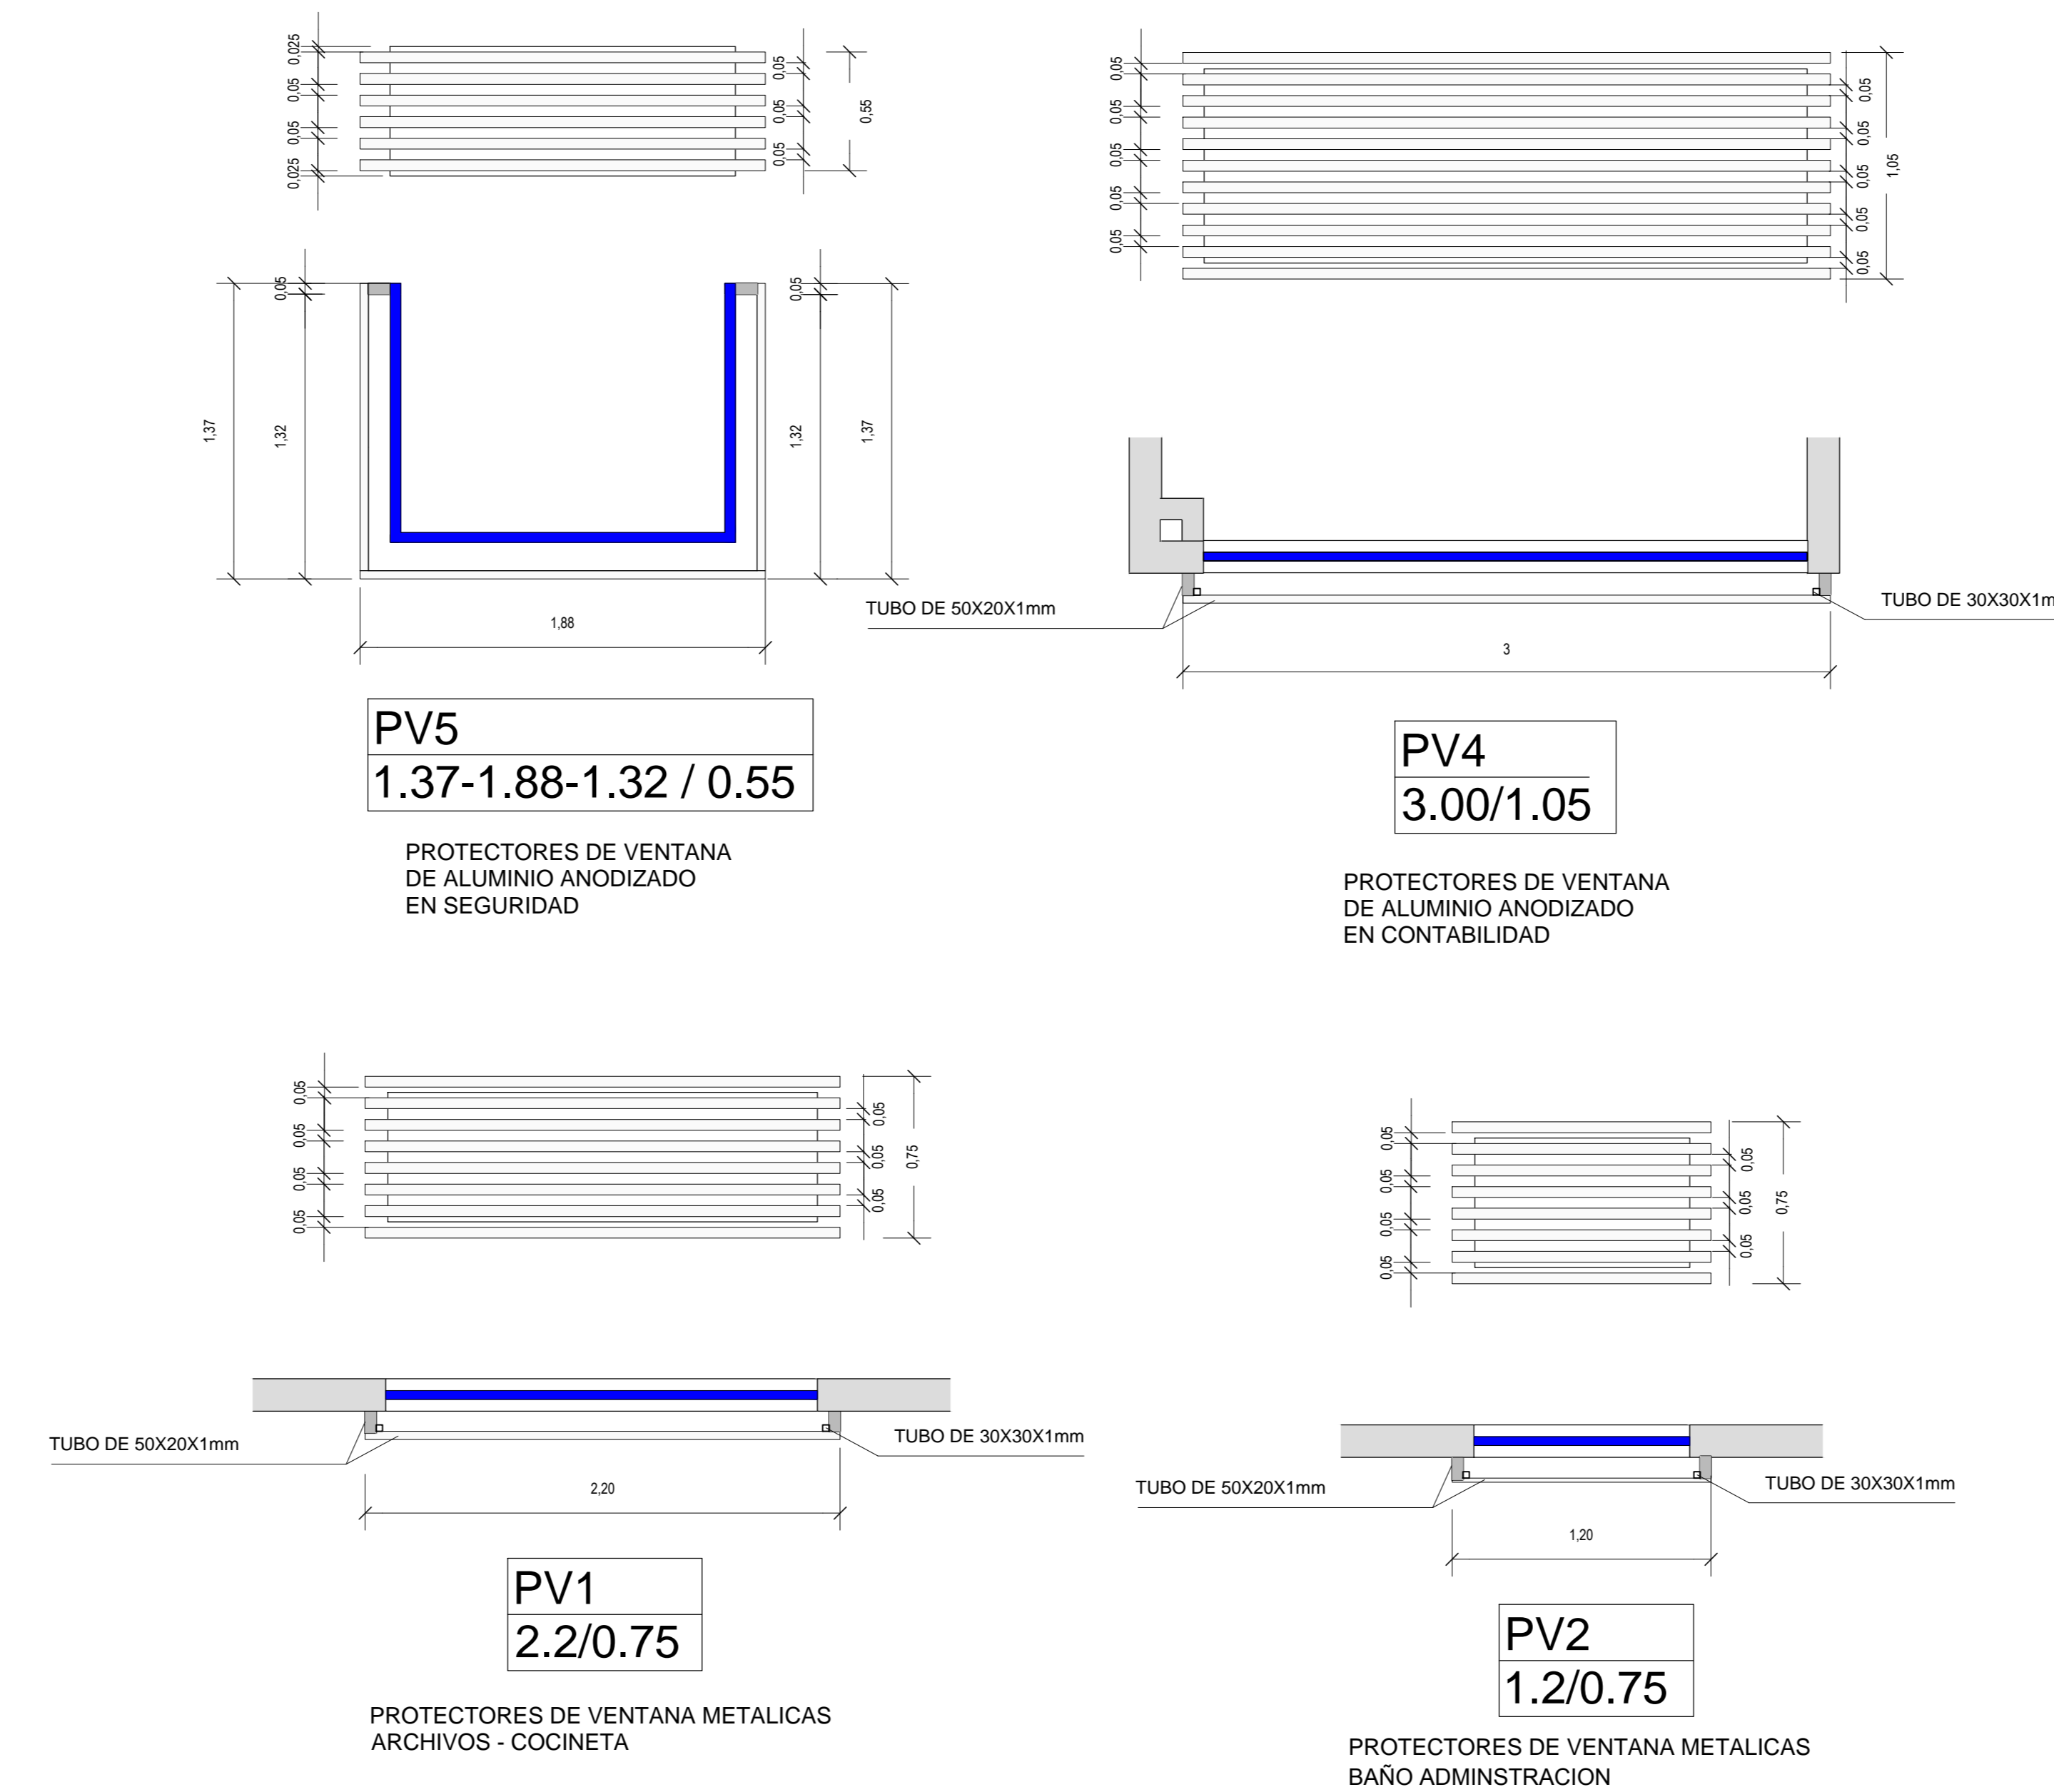 0,025
0,05
0,05
0,025
0,05
0,05
0,05
0,55
0,05
0,05
1,37
1,32
1,32
1,37
1,88
PV5
1.37-1.88-1.32 / 0.55
PROTECTORES DE VENTANA
DE ALUMINIO ANODIZADO
EN SEGURIDAD
0,05
0,05
0,05
0,05
0,05
0,05
0,05
0,05
0,05
0,05
1,05
TUBO DE 50X20X1mm
TUBO DE 30X30X1m
3
PV4
3.00/1.05
PROTECTORES DE VENTANA
DE ALUMINIO ANODIZADO
EN CONTABILIDAD
0,05
0,05
0,05
0,05
0,05
0,05
0,05
0,75
TUBO DE 50X20X1mm
TUBO DE 30X30X1mm
2,20
PV1
2.2/0.75
PROTECTORES DE VENTANA METALICAS
ARCHIVOS - COCINETA
0,05
0,05
0,05
0,05
0,05
0,05
0,05
0,75
TUBO DE 50X20X1mm
TUBO DE 30X30X1mm
1,20
PV2
1.2/0.75
PROTECTORES DE VENTANA METALICAS
BAÑO ADMINSTRACION